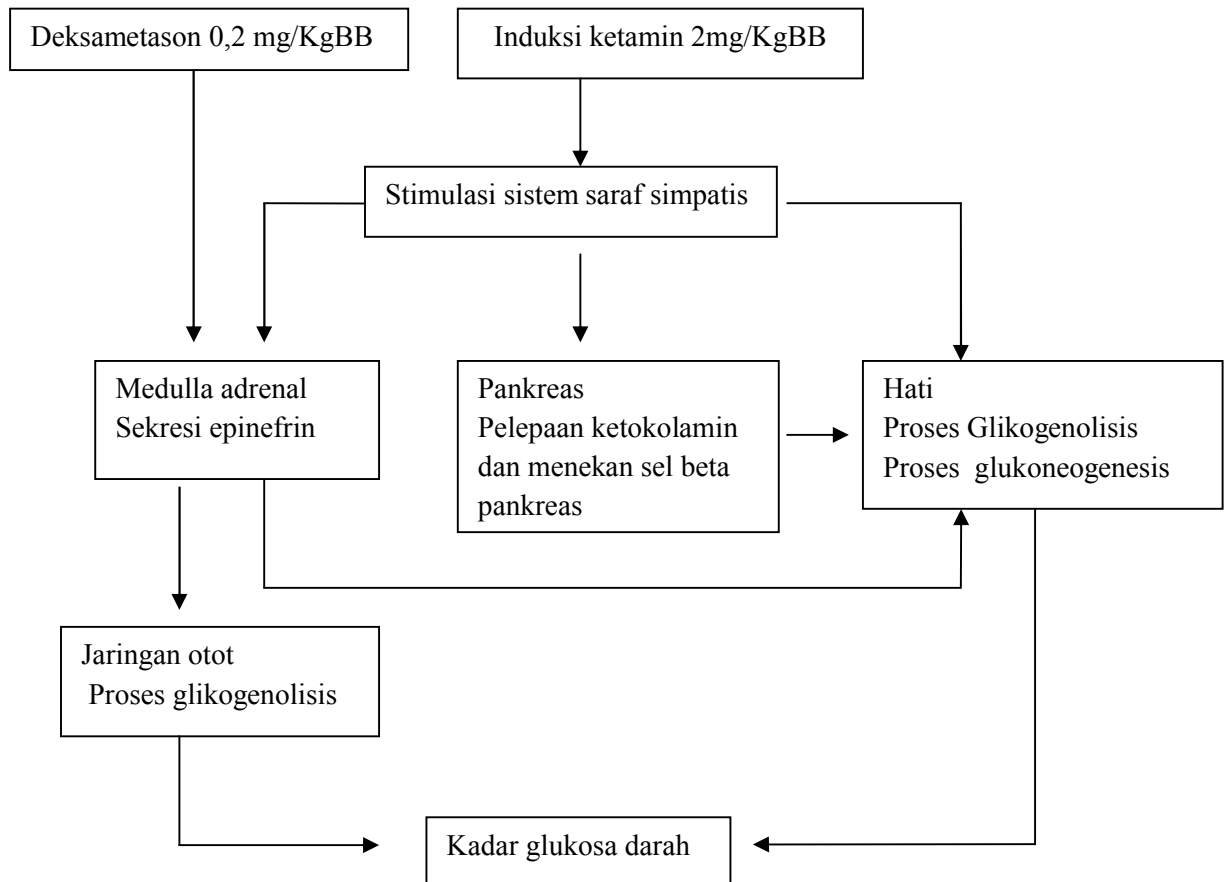 Deksametason 0,2 mg/KgBB
Induksi ketamin 2mg/KgBB
Stimulasi sistem saraf simpatis
Medulla adrenal
Sekresi epinefrin
Pankreas
Pelepaan ketokolamin
dan menekan sel beta
pankreas
Hati
Proses Glikogenolisis
Proses glukoneogenesis
Jaringan otot
Proses glikogenolisis
Kadar glukosa darah